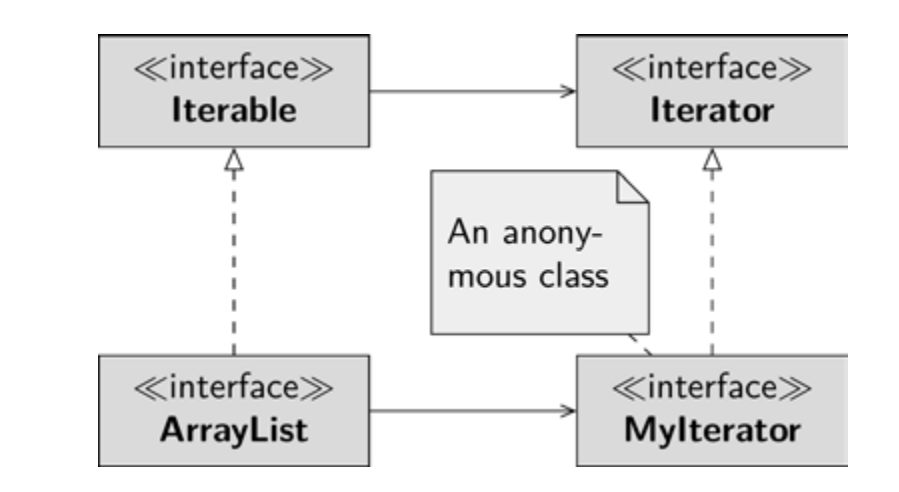 ≪interface≫
Iterable
≪interface≫
Iterator
An anony-
mous class
≪interface≫
ArrayList
≪interface≫
MyIterator